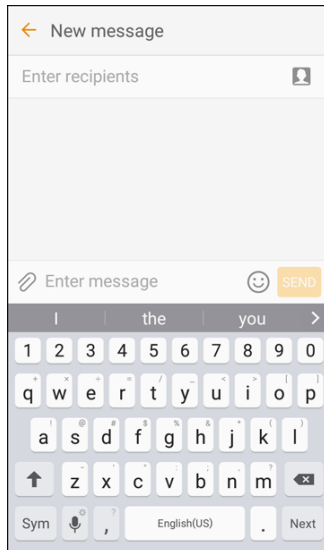 New message
Enter recipients
Enter message SEND
I the you
1 2 3 4 5 6 7 8 9 0
q w e r t y u i o p
a s d f g h j k l
z x c v b n m
Sym , English(US) . Next